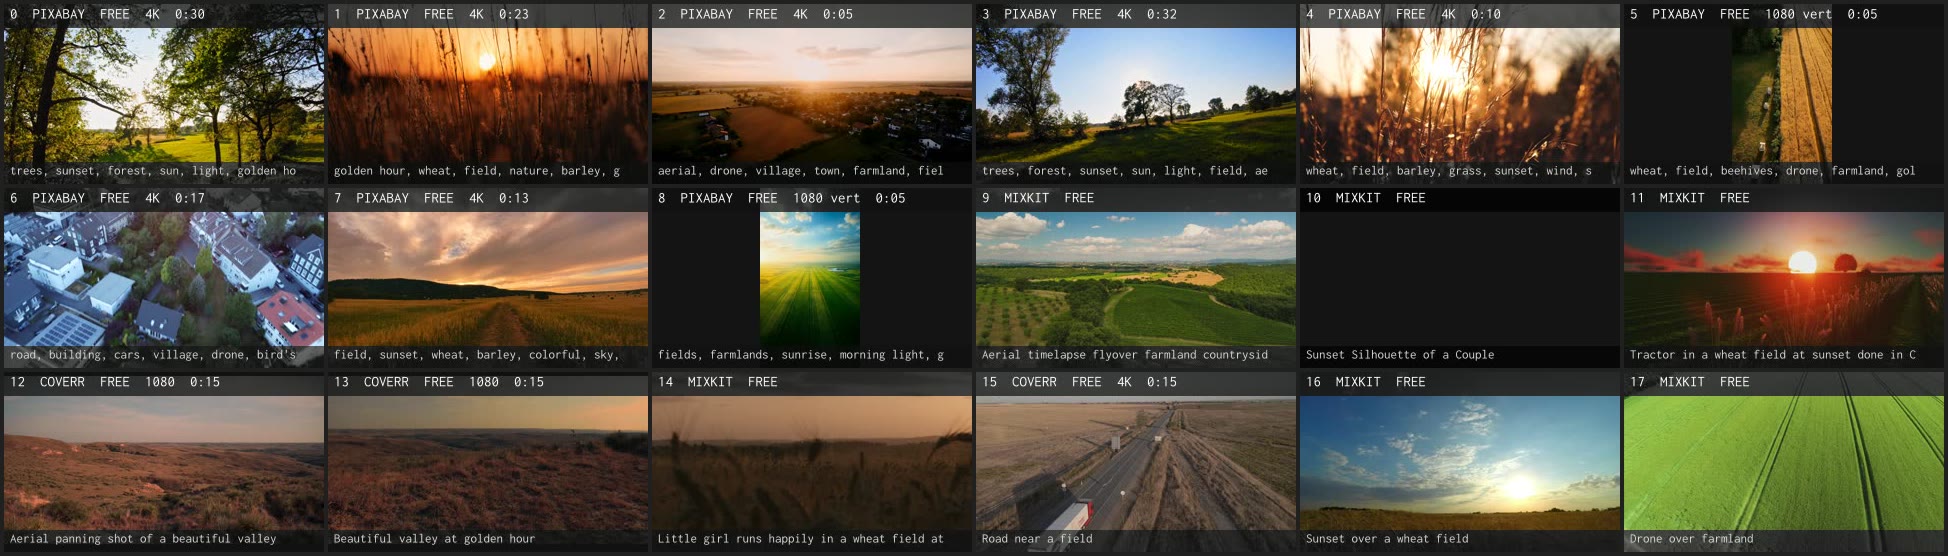 0 PIXABAY FREE 4K 0:30
trees, sunset, forest, sun, light, golden ho
1 PIXABAY FREE 4K 0:23
golden hour, wheat, field, nature, barley, g
2 PIXABAY FREE 4K 0:05
aerial, drone, village, town, farmland, fiel
3 PIXABAY FREE 4K 0:32
trees, forest, sunset, sun, light, field, ae
4 PIXABAY FREE 4K 0:10
wheat, field, barley, grass, sunset, wind, s
5 PIXABAY FREE 1080 vert 0:05
wheat, field, beehives, drone, farmland, gol
6 PIXABAY FREE 4K 0:17
road, building, cars, village, drone, bird's
7 PIXABAY FREE 4K 0:13
field, sunset, wheat, barley, colorful, sky,
8 PIXABAY FREE 1080 vert 0:05
fields, farmlands, sunrise, morning light, g
9 MIXKIT FREE
Aerial timelapse flyover farmland countrysid
10 MIXKIT FREE
Sunset Silhouette of a Couple
11 MIXKIT FREE
Tractor in a wheat field at sunset done in C
12 COVERR FREE 1080 0:15
Aerial panning shot of a beautiful valley
13 COVERR FREE 1080 0:15
Beautiful valley at golden hour
14 MIXKIT FREE
Little girl runs happily in a wheat field at
15 COVERR FREE 4K 0:15
Road near a field
16 MIXKIT FREE
Sunset over a wheat field
17 MIXKIT FREE
Drone over farmland